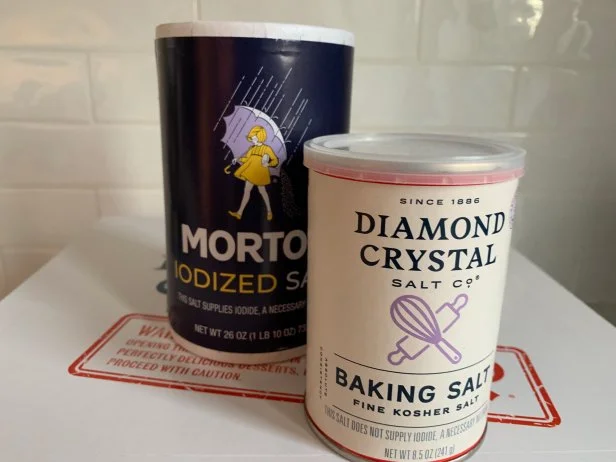 MORTO
IODIZED SA
THIS SALT SUPPLIES IODIDE, A NECESSARY
NET WT 26 OZ (1 LB 10 OZ) 73
SINCE 1886
DIAMOND
CRYSTAL
SALT CO®
BAKING SALT
FINE KOSHER SALT
THIS SALT DOES NOT SUPPLY IODIDE, A NECESSARY
NET WT 8.5 OZ (241 g)
OPENING
PERFECTLY DELICIOUS DESSERTS,
PROCEED WITH CAUTION.